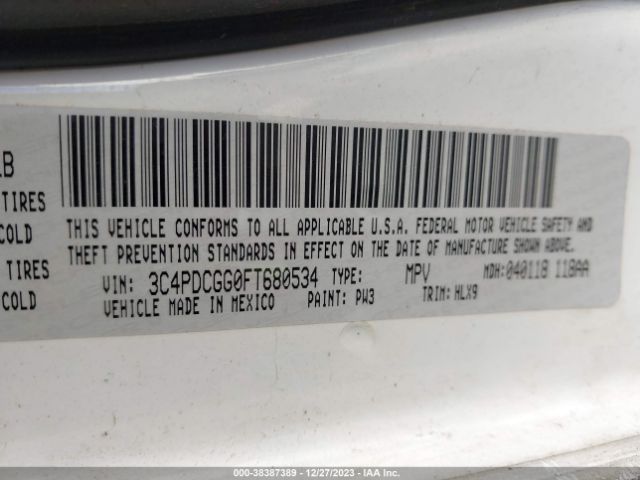 LB
TIRES
COLD
TIRES
COLD
THIS VEHICLE CONFORMS TO ALL APPLICABLE U.S.A. FEDERAL MOTOR VEHICLE SAFETY AND
THEFT PREVENTION STANDARDS IN EFFECT ON THE DATE OF MANUFACTURE SHOWN ABOVE.
VIN: 3C4PDCGG0FT680534 TYPE: MPV MDH:040118 118AA
VEHICLE MADE IN MEXICO PAINT: PW3 TRIM: HLX9
000-38387389 - 12/27/2023 - IAA Inc.